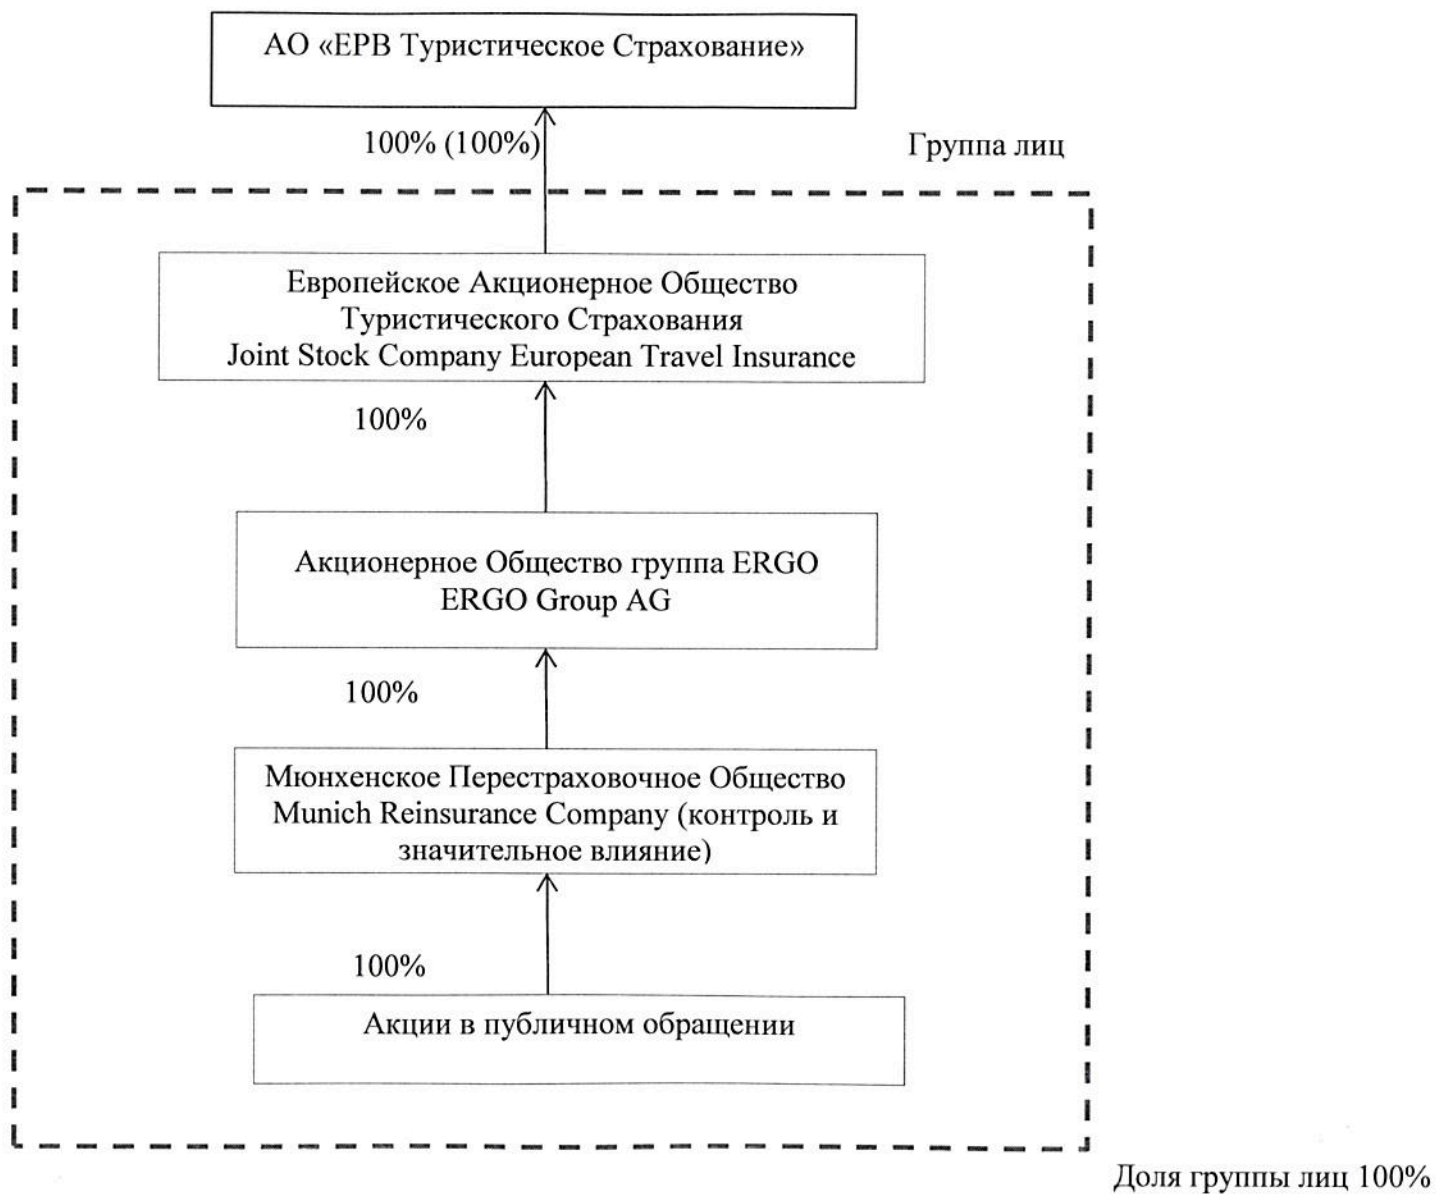 АО «ЕРВ Туристическое Страхование»
100% (100%)
Группа лиц
Европейское Акционерное Общество
Туристического Страхования
Joint Stock Company European Travel Insurance
100%
Акционерное Общество группа ERGO
ERGO Group AG
100%
Мюнхенское Перестраховочное Общество
Munich Reinsurance Company (контроль и
значительное влияние)
100%
Акции в публичном обращении
Доля группы лиц 100%